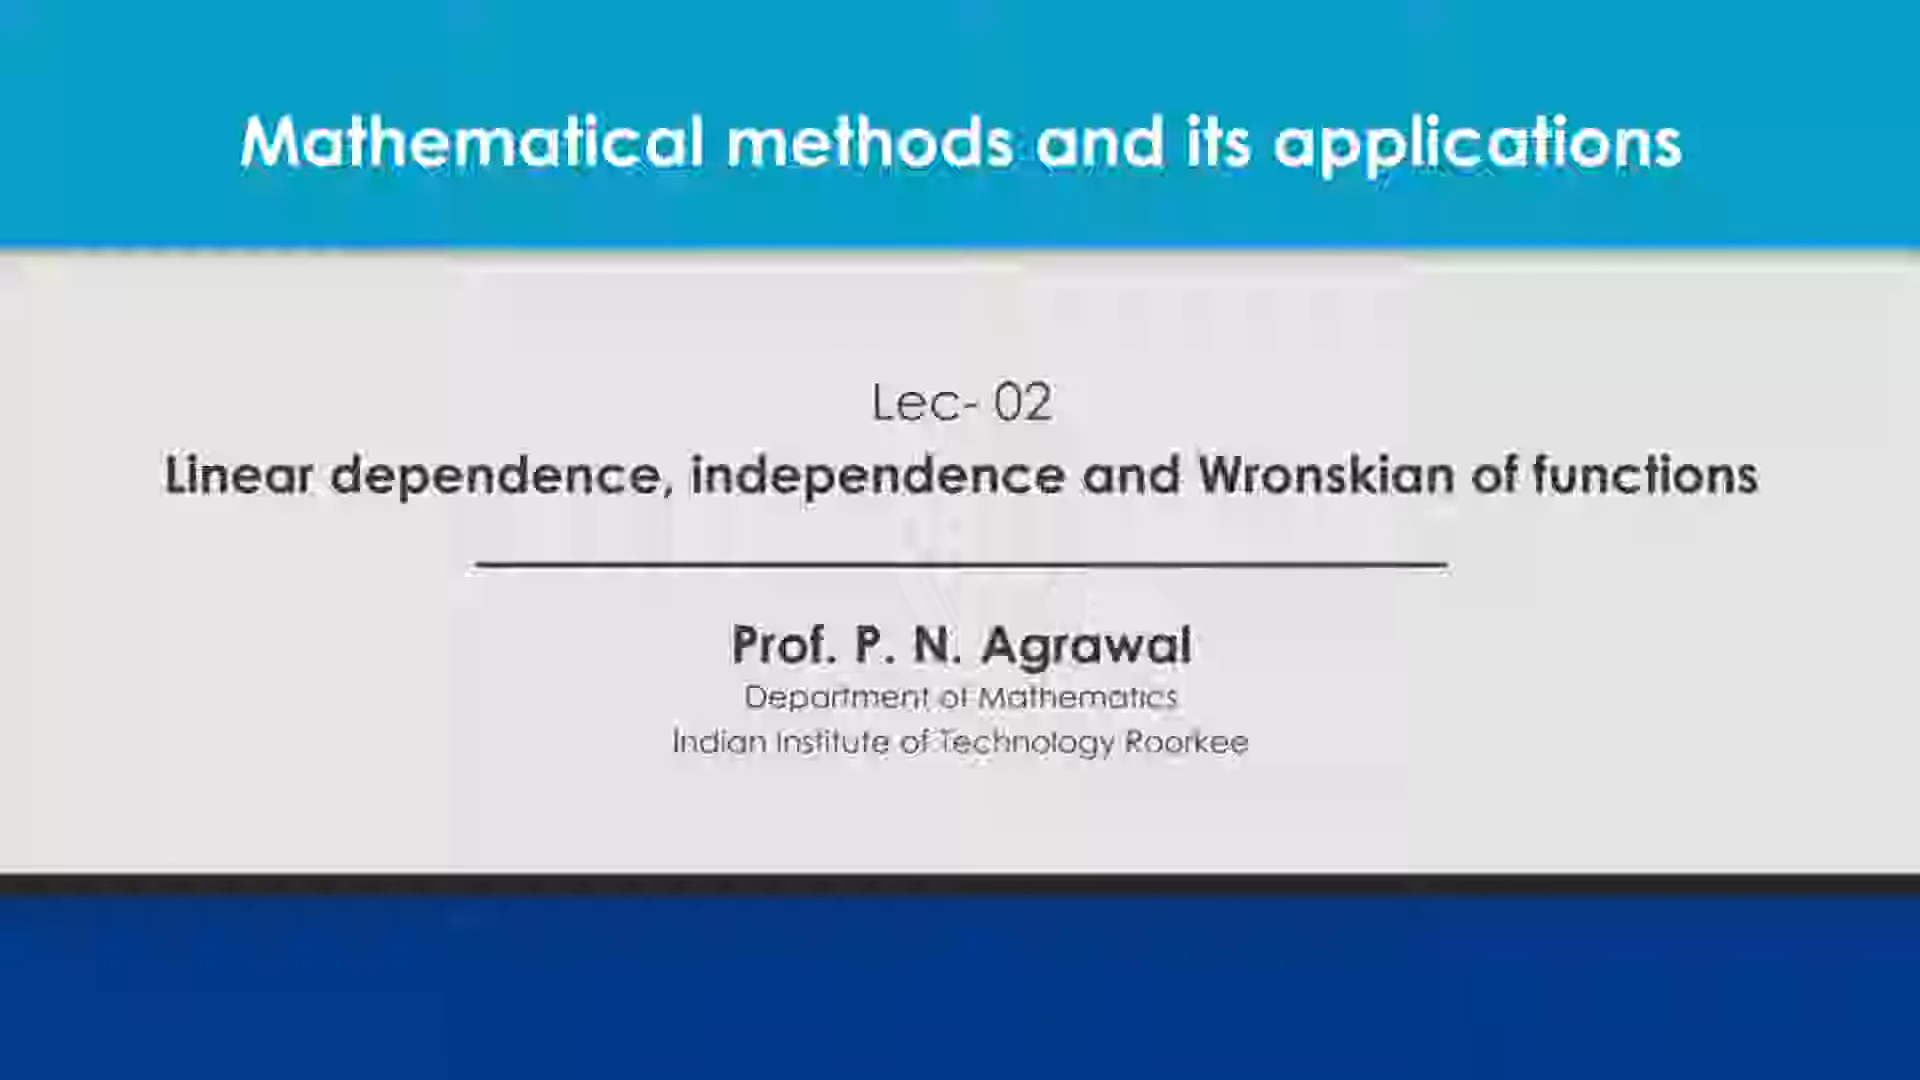 Mathematical methods and its applications
Lec- 02
Linear dependence, independence and Wronskian of functions
Prof. P. N. Agrawal
Department of Mathematics
Indian Institute of Technology Roorkee